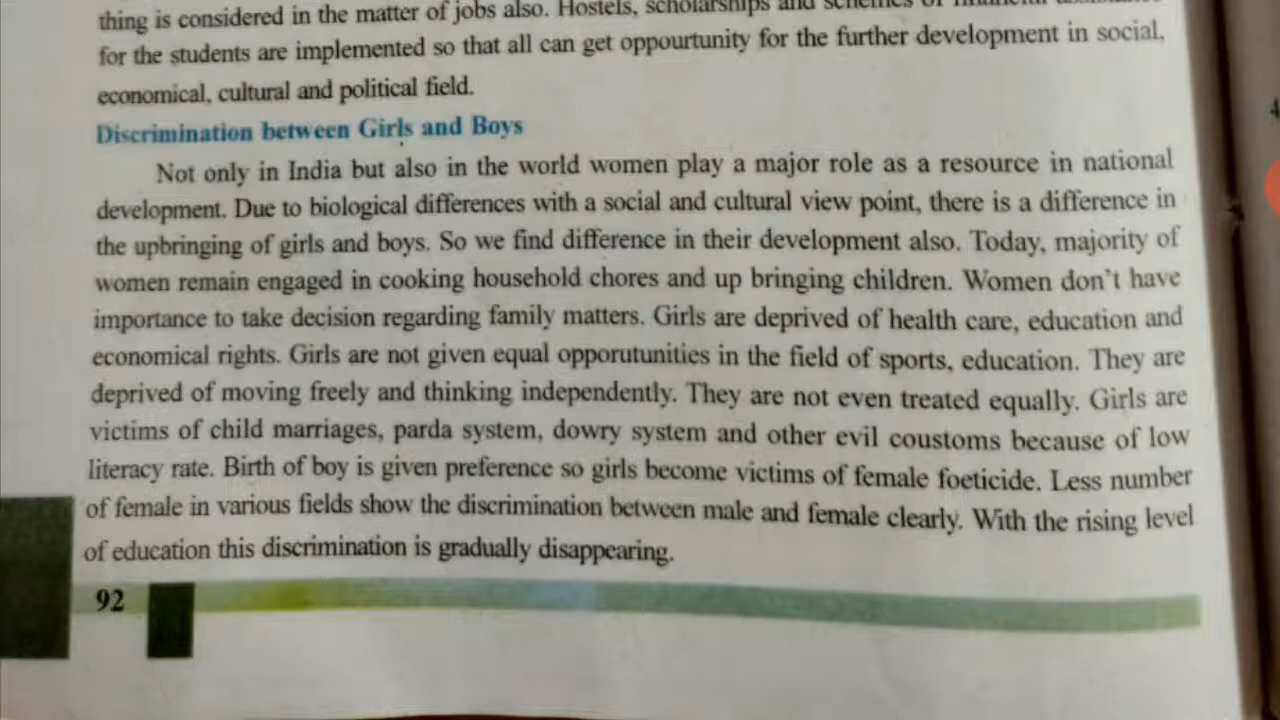 thing is considered in the matter of jobs also. Hostels, scholarships and schemes of financial
for the students are implemented so that all can get oppourtunity for the further development in social,
economical, cultural and political field.
Discrimination between Girls and Boys
Not only in India but also in the world women play a major role as a resource in national
development. Due to biological differences with a social and cultural view point, there is a difference in
the upbringing of girls and boys. So we find difference in their development also. Today, majority of
women remain engaged in cooking household chores and up bringing children. Women don't have
importance to take decision regarding family matters. Girls are deprived of health care, education and
economical rights. Girls are not given equal opporutunities in the field of sports, education. They are
deprived of moving freely and thinking independently. They are not even treated equally. Girls are
victims of child marriages, parda system, dowry system and other evil coustoms because of low
literacy rate. Birth of boy is given preference so girls become victims of female foeticide. Less number
of female in various fields show the discrimination between male and female clearly. With the rising level
of education this discrimination is gradually disappearing.
92